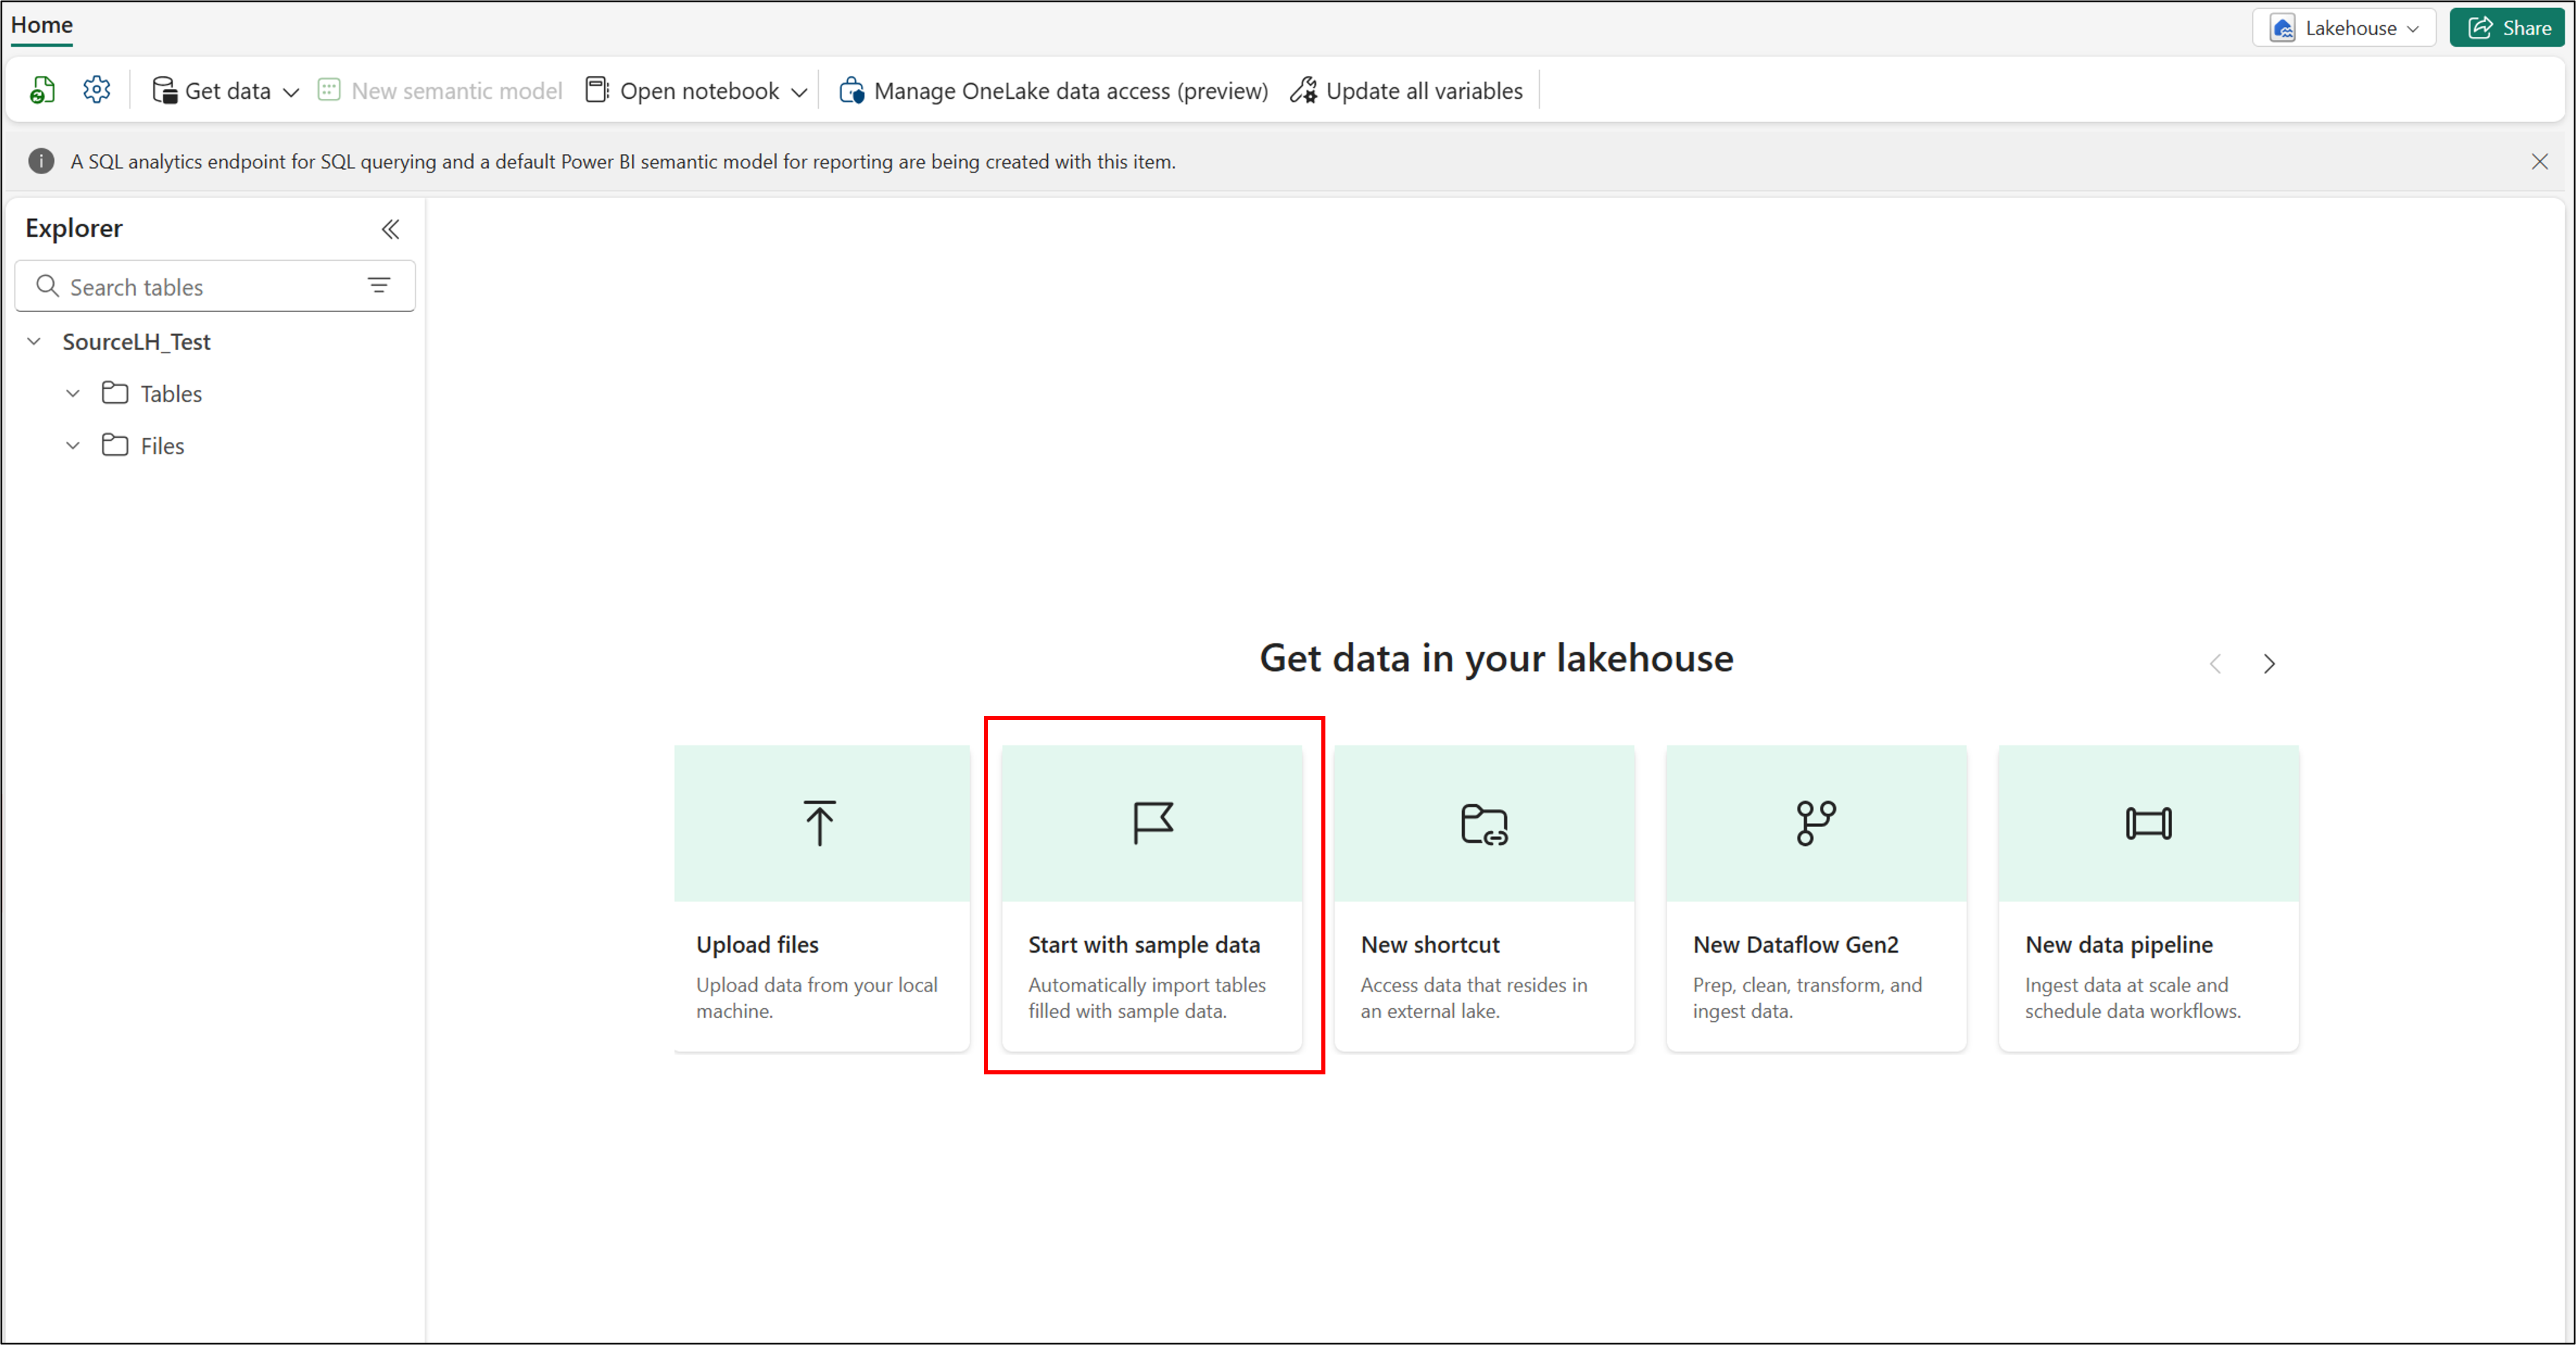 Home
Lakehouse
Share
Get data
New semantic model
Open notebook
Manage OneLake data access (preview)
Update all variables
A SQL analytics endpoint for SQL querying and a default Power BI semantic model for reporting are being created with this item.
Explorer
Search tables
SourceLH_Test
Tables
Files
Get data in your lakehouse
Upload files
Upload data from your local
machine.
Start with sample data
Automatically import tables
filled with sample data.
New shortcut
Access data that resides in
an external lake.
New Dataflow Gen2
Prep, clean, transform, and
ingest data.
New data pipeline
Ingest data at scale and
schedule data workflows.